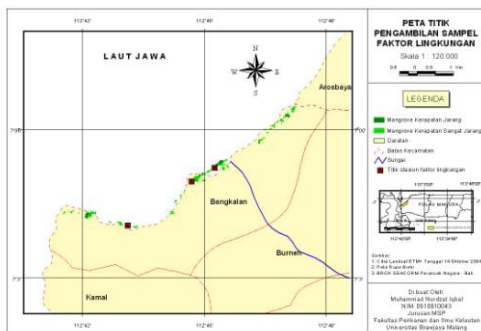 PETA TITIK
PENGAMBILAN SAMPEL
FAKTOR LINGKUNGAN
Skala 1 : 120.000
LEGENDA
Mangrove Kerapatan Jarang
Mangrove Kerapatan Sangat Jarang
Daratan
Batas Kecamatan
Sungai
Titik stasiun faktor lingkungan
LAUT JAWA
N
W
E
S
Arosbaya
Bangkalan
Burneh
Kamal
112°42'
112°45'
112°48'
112°42'
112°45'
112°48'
Sumber
2. Peta Rupa Bumi
Dibuat Oleh:
Muhammad Nurdzat Iqbal
Jurusan MSP
Fakultas Perikanan dan Ilmu Kelautan
Universitas Brawijaya Malang